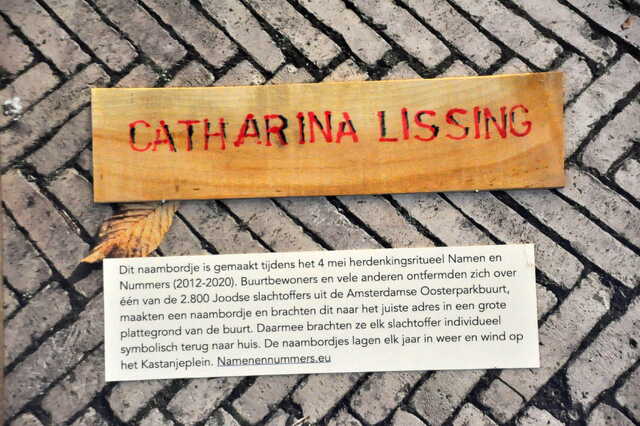 CATHARINA LISSING
Dit naambordje is gemaakt tijdens het 4 mei herdenkingsritueel Namen en
Nummers (2012-2020). Buurtbewoners en vele anderen ontfermden zich over
één van de 2.800 Joodse slachtoffers uit de Amsterdamse Oosterparkbuurt,
maakten een naambordje en brachten dit naar het juiste adres in een grote
plattegrond van de buurt. Daarmee brachten ze elk slachtoffer individueel
symbolisch terug naar huis. De naambordjes lagen elk jaar in weer en wind op
het Kastanjeplein. Namenennummers.eu